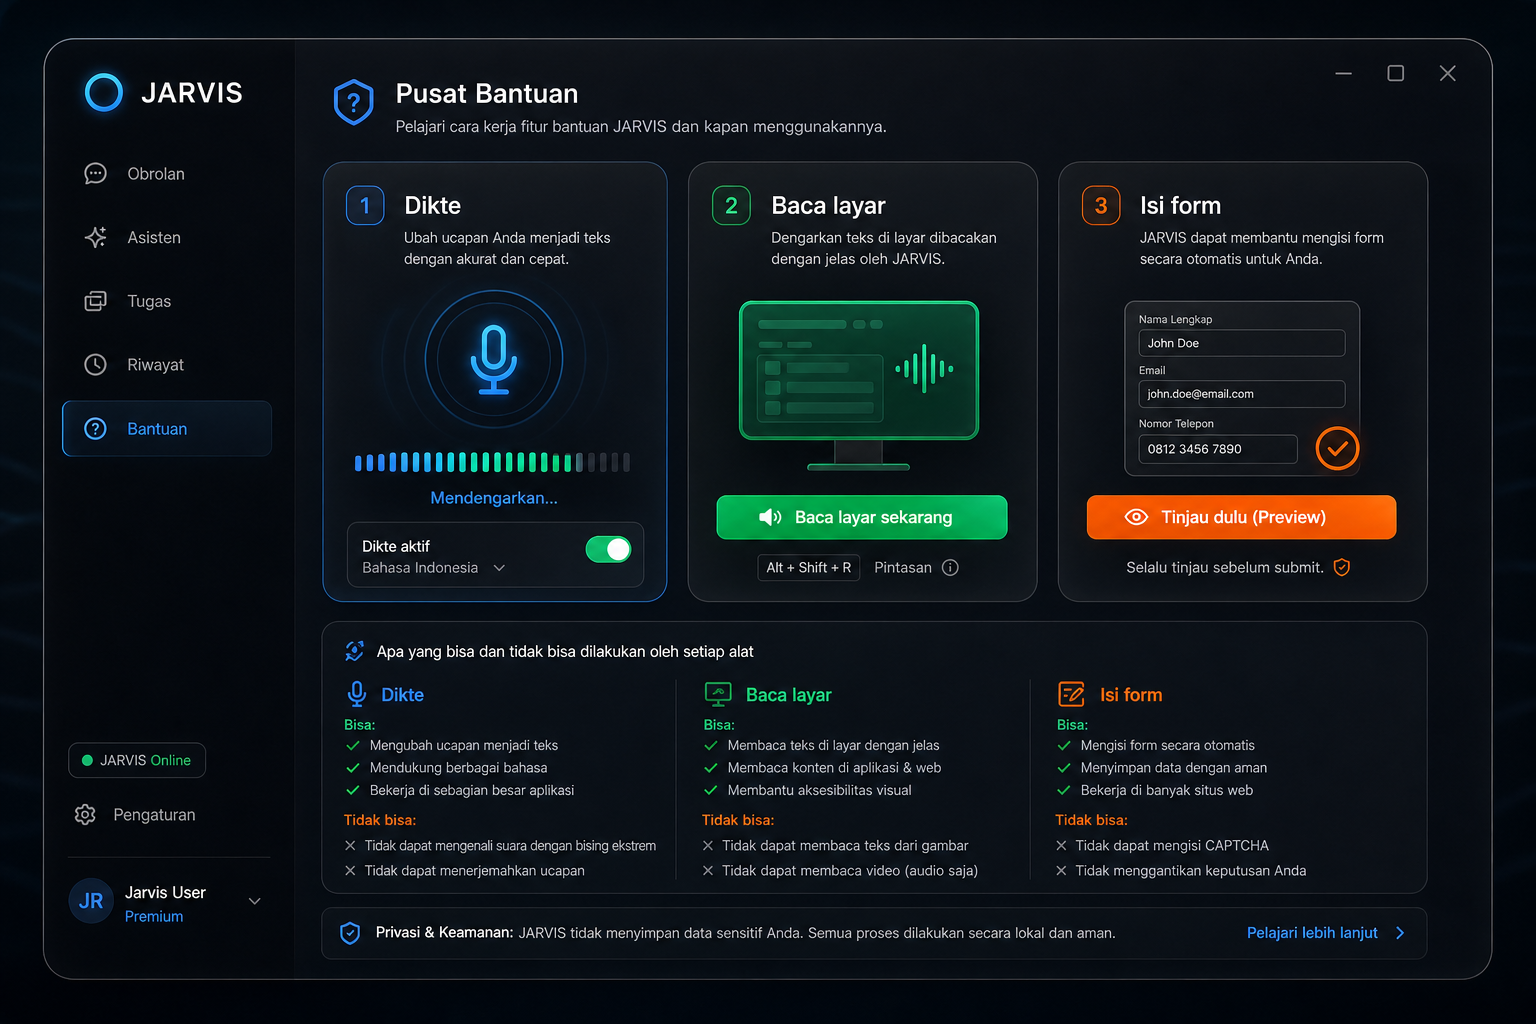 JARVIS
Obrolan
Asisten
Tugas
Riwayat
Bantuan
JARVIS Online
Pengaturan
JR
Jarvis User
Premium
Pusat Bantuan
Pelajari cara kerja fitur bantuan JARVIS dan kapan menggunakannya.
1
Dikte
Ubah ucapan Anda menjadi teks
dengan akurat dan cepat.
Mendengarkan...
Dikte aktif
Bahasa Indonesia
2
Baca layar
Dengarkan teks di layar dibacakan
dengan jelas oleh JARVIS.
Baca layar sekarang
Alt + Shift + R Pintasan
3
Isi form
JARVIS dapat membantu mengisi form
secara otomatis untuk Anda.
Nama Lengkap
John Doe
Email
john.doe@email.com
Nomor Telepon
0812 3456 7890
Tinjau dulu (Preview)
Selalu tinjau sebelum submit.
Apa yang bisa dan tidak bisa dilakukan oleh setiap alat
Dikte
Bisa:
Mengubah ucapan menjadi teks
Mendukung berbagai bahasa
Bekerja di sebagian besar aplikasi
Tidak bisa:
Tidak dapat mengenali suara dengan bising ekstrem
Tidak dapat menerjemahkan ucapan
Baca layar
Bisa:
Membaca teks di layar dengan jelas
Membaca konten di aplikasi & web
Membantu aksesibilitas visual
Tidak bisa:
Tidak dapat membaca teks dari gambar
Tidak dapat membaca video (audio saja)
Isi form
Bisa:
Mengisi form secara otomatis
Menyimpan data dengan aman
Bekerja di banyak situs web
Tidak bisa:
Tidak dapat mengisi CAPTCHA
Tidak menggantikan keputusan Anda
Privasi & Keamanan: JARVIS tidak menyimpan data sensitif Anda. Semua proses dilakukan secara lokal dan aman.
Pelajari lebih lanjut